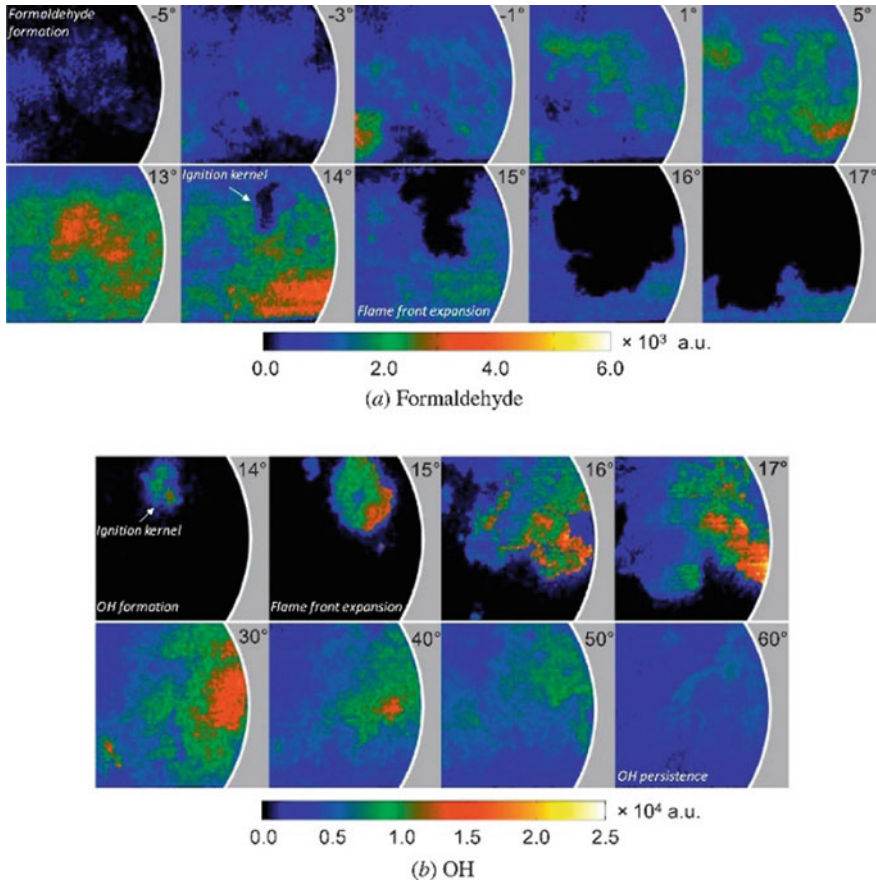 Formaldehyde
formation
-5°
-3°
-1°
1°
5°
13°
Ignition kernel
14°
15°
Flame front expansion
16°
17°
× 10³ a.u.
0.0 2.0 4.0 6.0
(a) Formaldehyde
14°
Ignition kernel
OH formation
15°
Flame front expansion
16°
17°
30°
40°
50°
60°
OH persistence
× 10⁴ a.u.
0.0 0.5 1.0 1.5 2.0 2.5
(b) OH